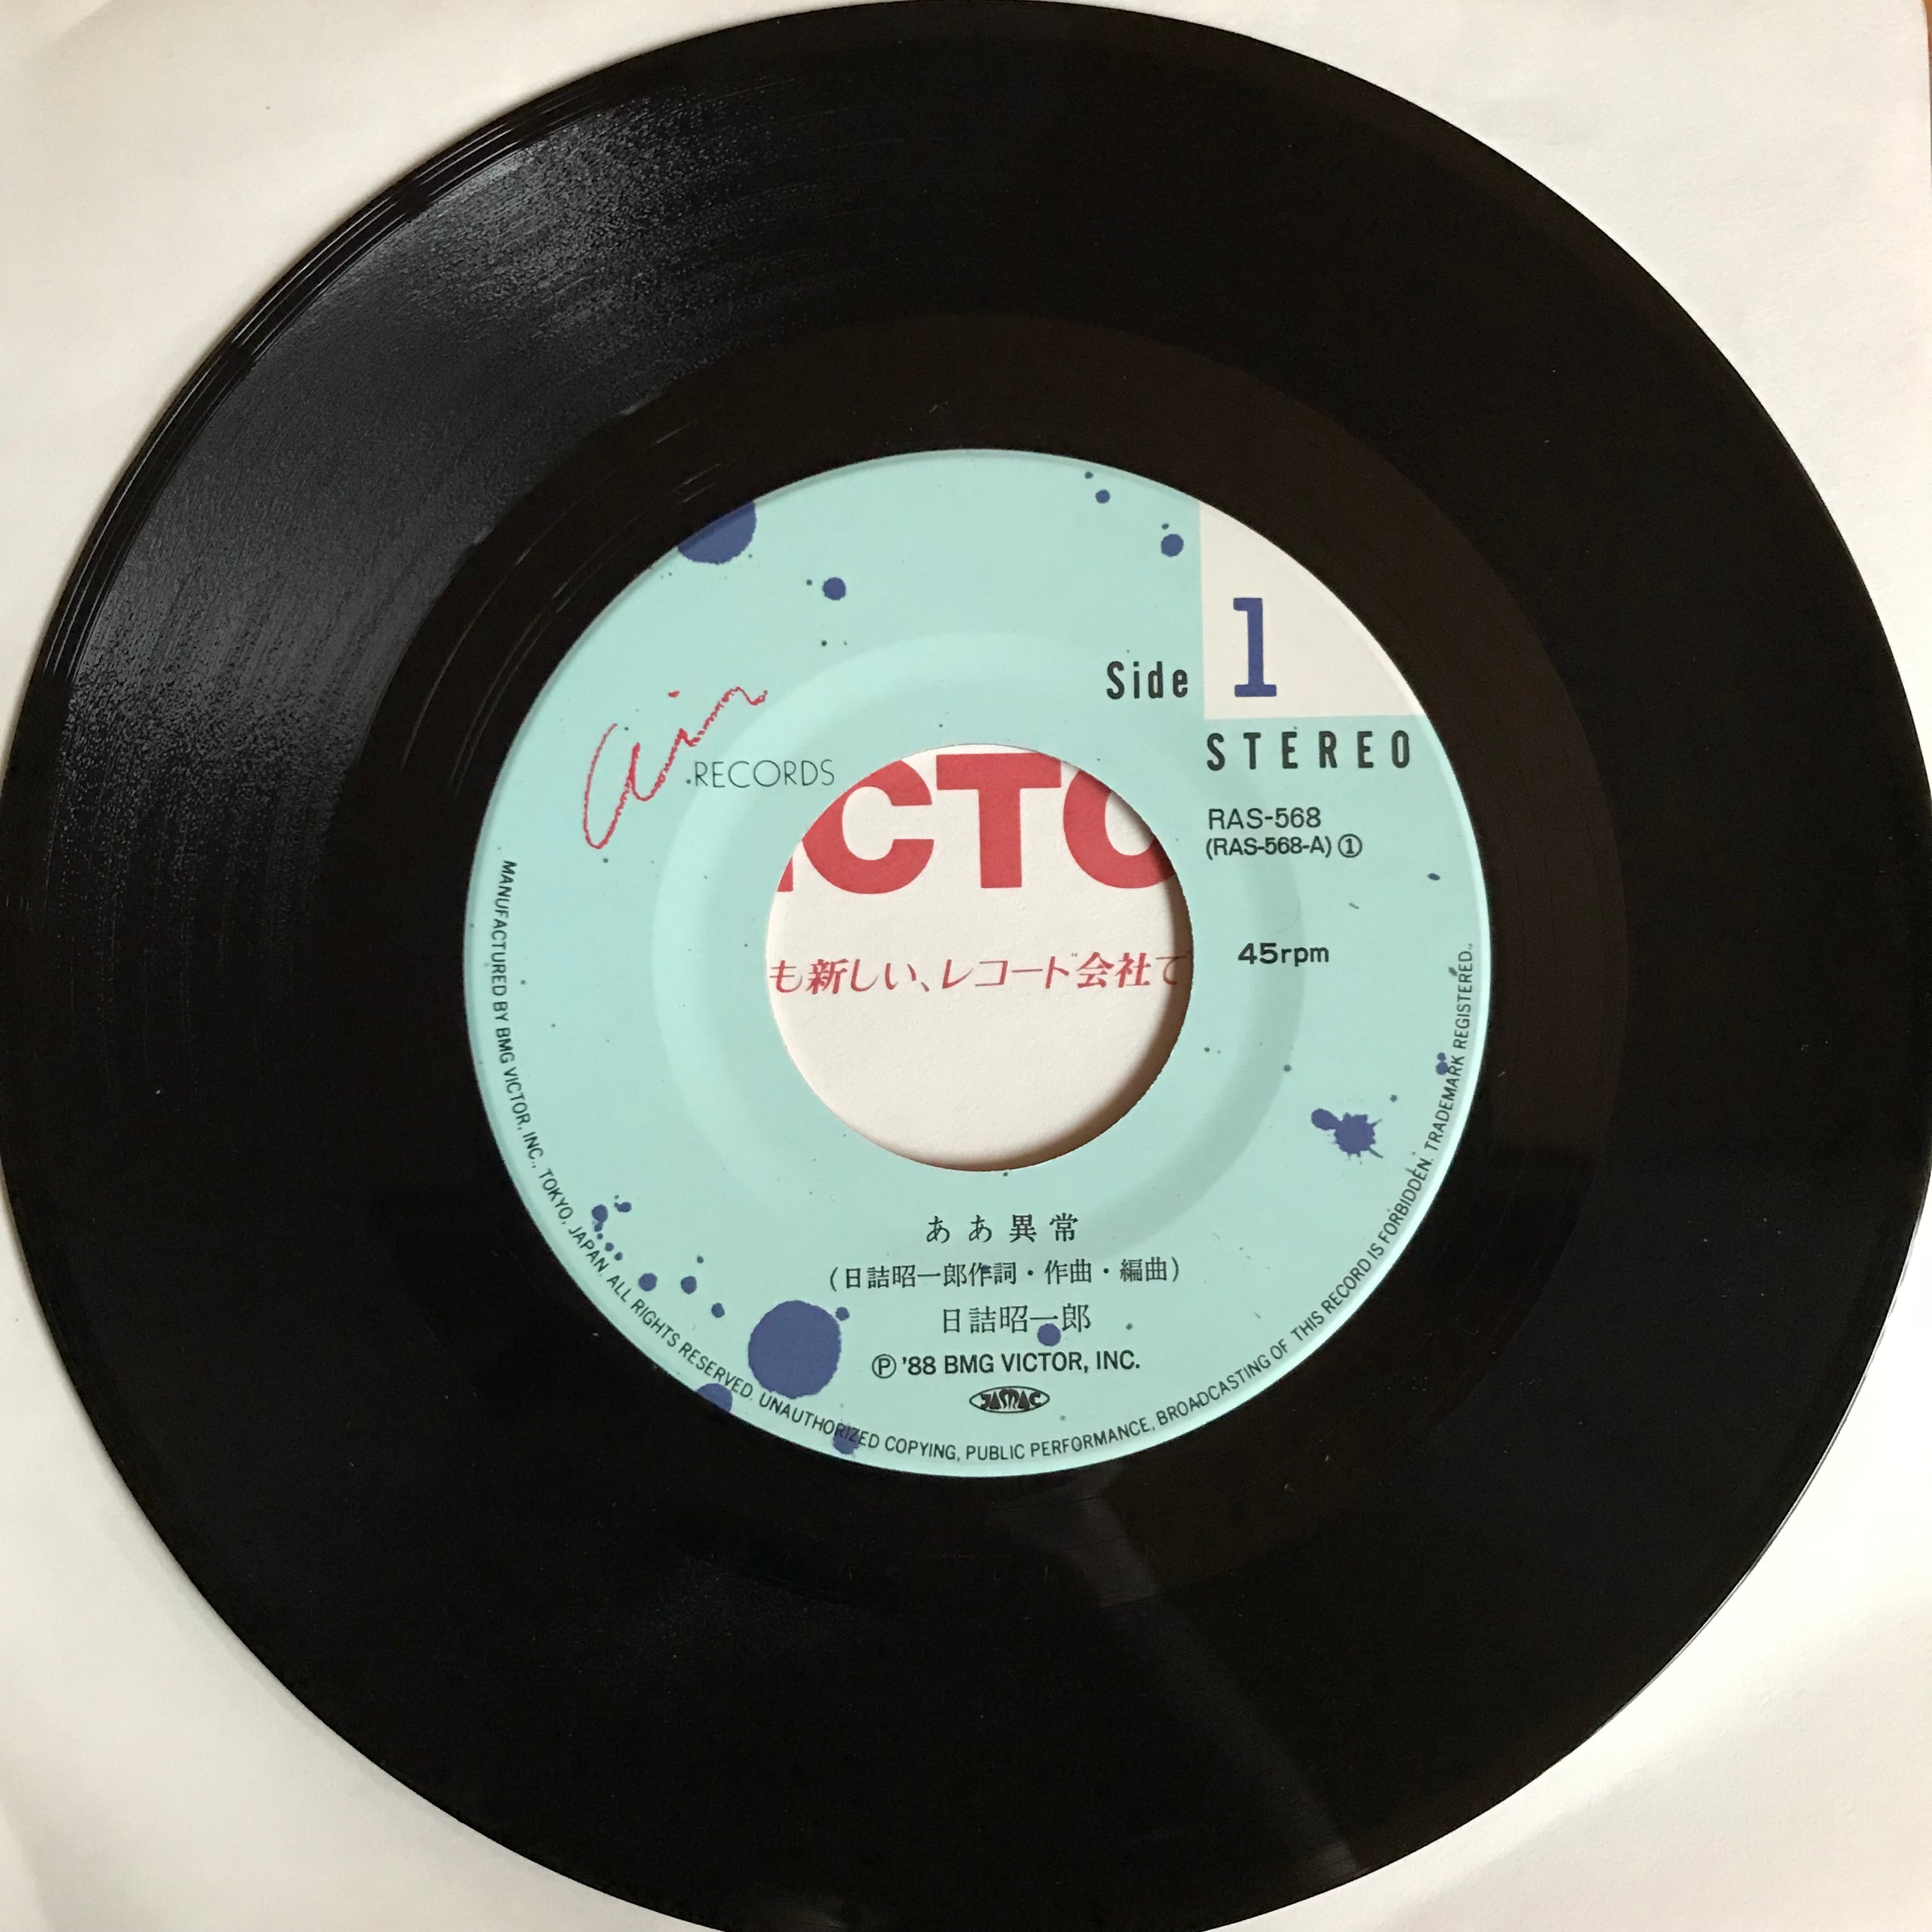 Side 1
air
RECORDS
STEREO
RAS-568
(RAS-568-A) ①
45rpm
ICTO
も新しい、レコード会社で
ああ異常
(日詰昭一郎作詞・作曲・編曲)
日詰昭一郎
Ⓟ '88 BMG VICTOR, INC.
JASRAC
MANUFACTURED BY BMG VICTOR, INC., TOKYO, JAPAN. ALL RIGHTS RESERVED. UNAUTHORIZED COPYING, PUBLIC PERFORMANCE, BROADCASTING OF THIS RECORD IS FORBIDDEN. TRADEMARK REGISTERED.